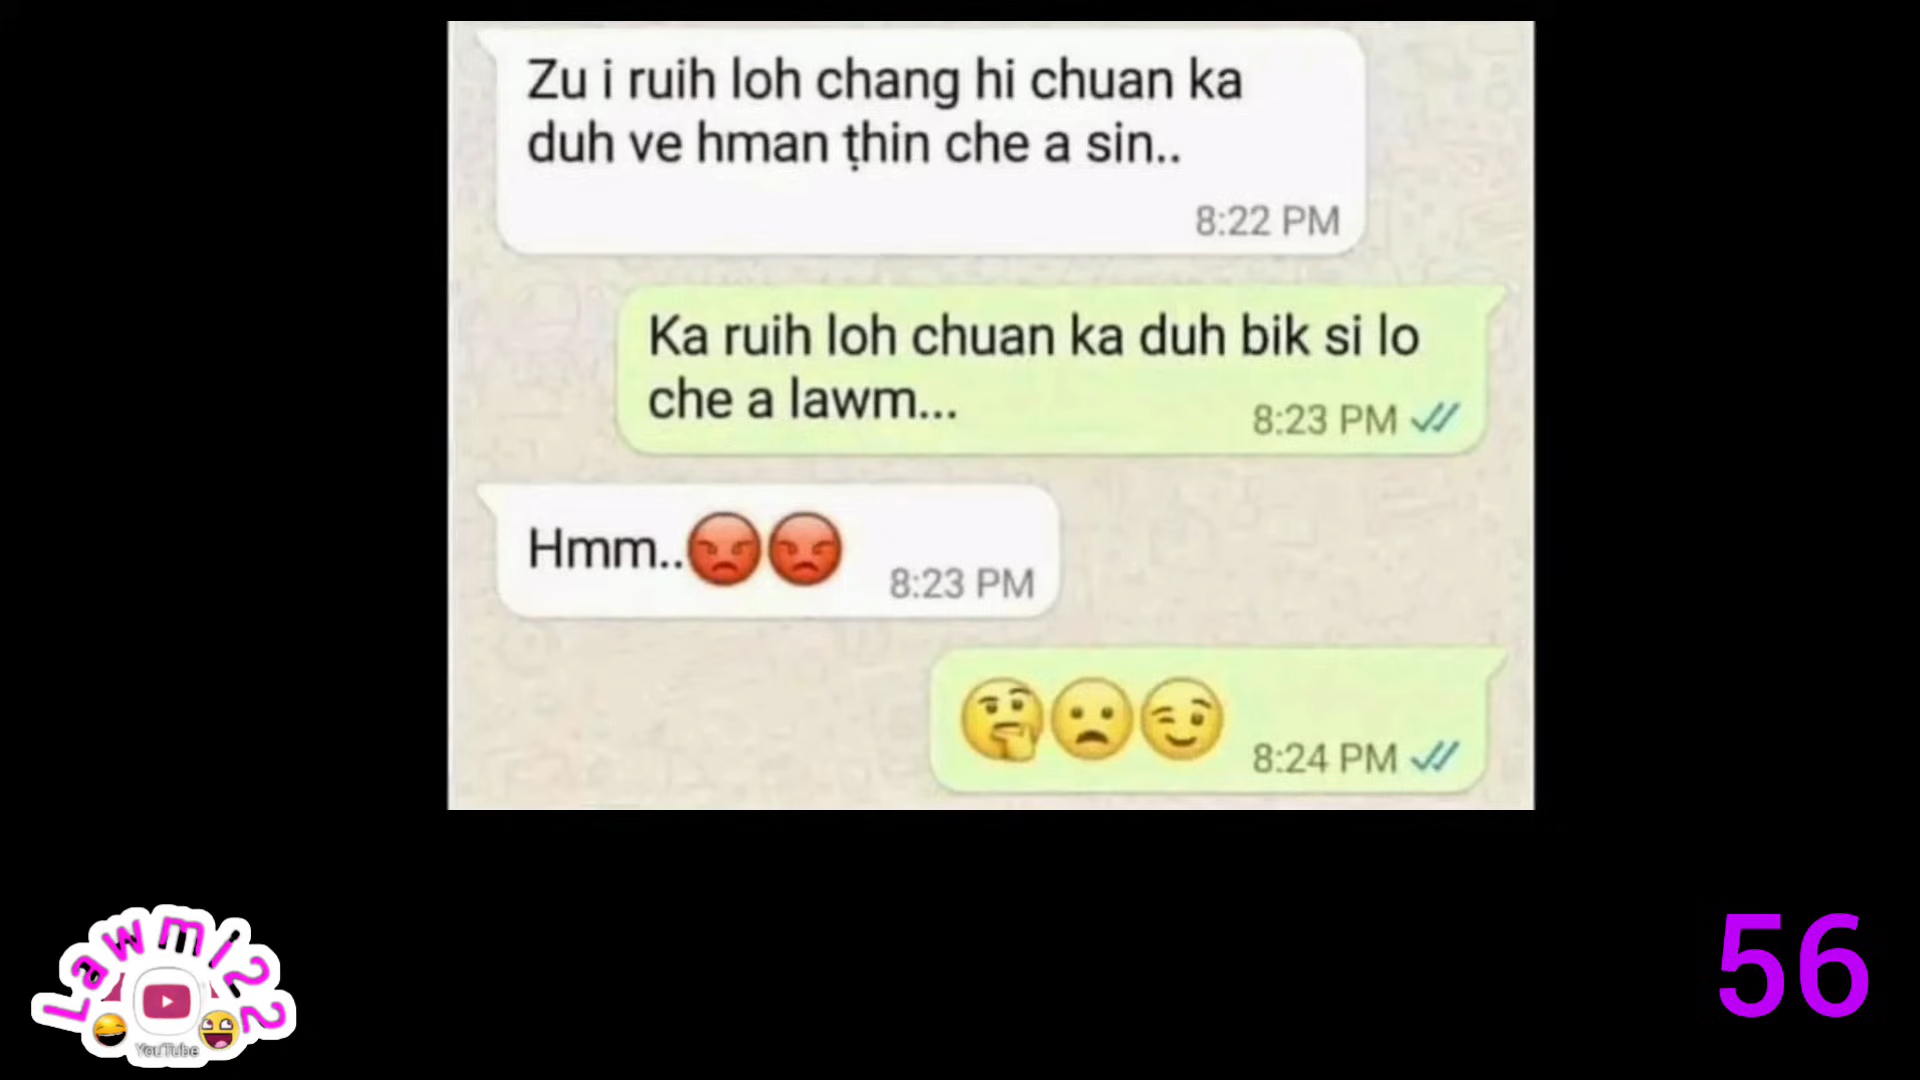 Zu i ruih loh chang hi chuan ka
duh ve hman ṭhin che a sin..
8:22 PM
Ka ruih loh chuan ka duh bik si lo
che a lawm...
8:23 PM
Hmm..😡😡
8:23 PM
🤔😦😉
8:24 PM
Lawmi22
YouTube
56